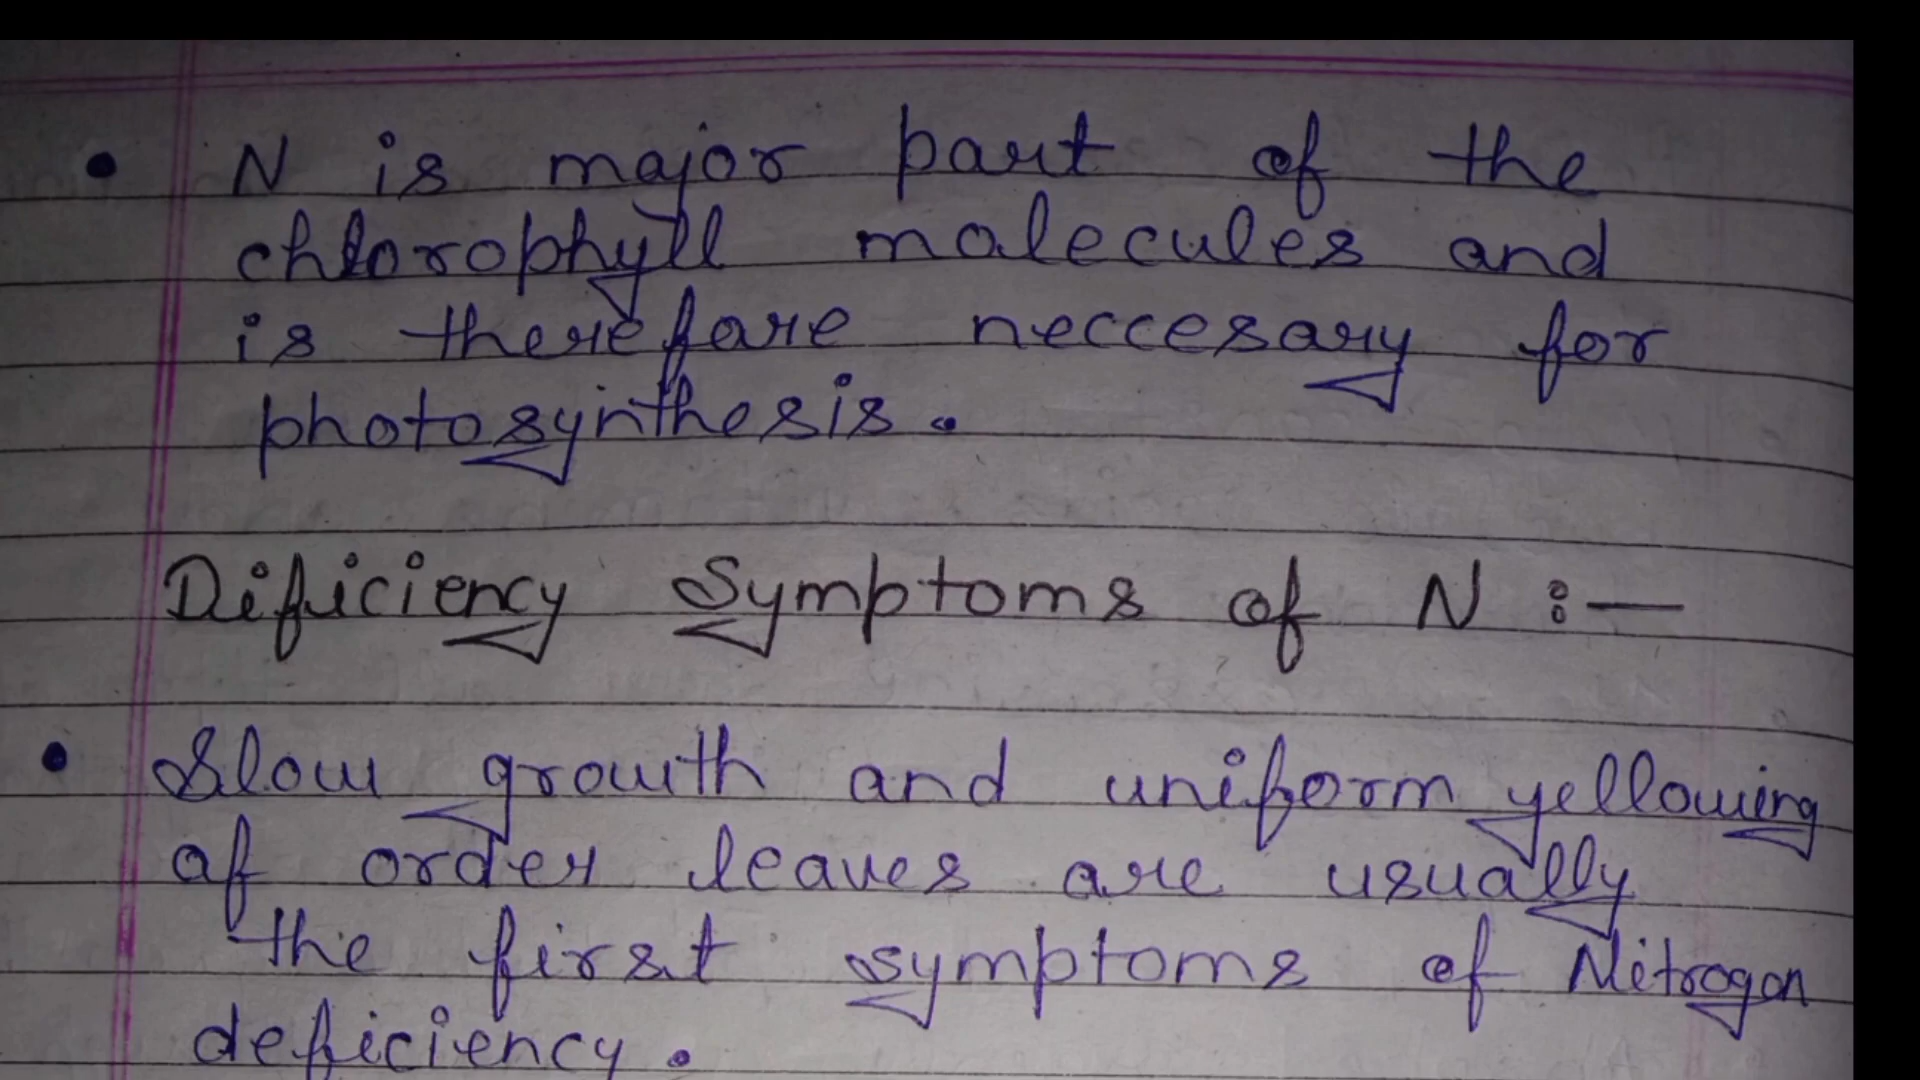 • N is major part of the
chlorophyll molecules and
is therefore neccesary for
photosynthesis.
Dificiency Symptoms of N :—
• Slow growth and uniform yellowing
of order leaves are usually
the first symptoms of Nitrogen
deficiency.